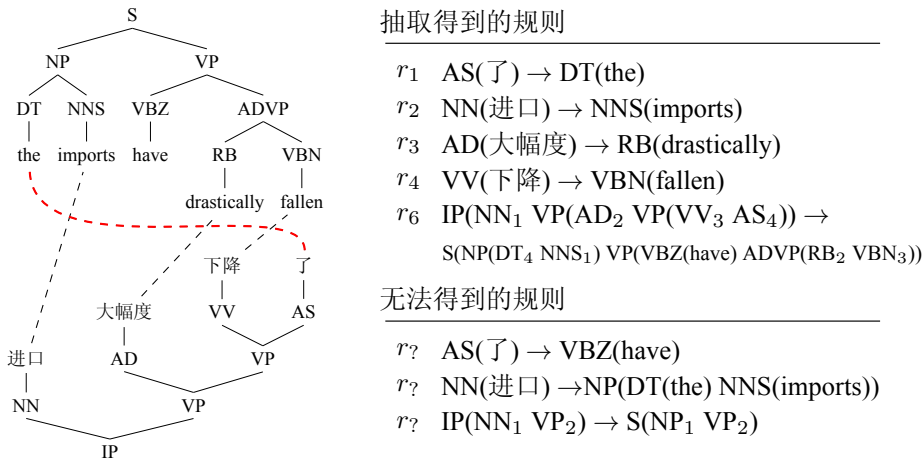 S
NP VP
DT NNS VBZ ADVP
the imports have RB VBN
drastically fallen
下降 了
大幅度 VV AS
进口 AD VP
NN VP
IP
抽取得到的规则
r1 AS(了) → DT(the)
r2 NN(进口) → NNS(imports)
r3 AD(大幅度) → RB(drastically)
r4 VV(下降) → VBN(fallen)
r6 IP(NN1 VP(AD2 VP(VV3 AS4)) →
S(NP(DT4 NNS1) VP(VBZ(have) ADVP(RB2 VBN3))
无法得到的规则
r? AS(了) → VBZ(have)
r? NN(进口) →NP(DT(the) NNS(imports))
r? IP(NN1 VP2) → S(NP1 VP2)